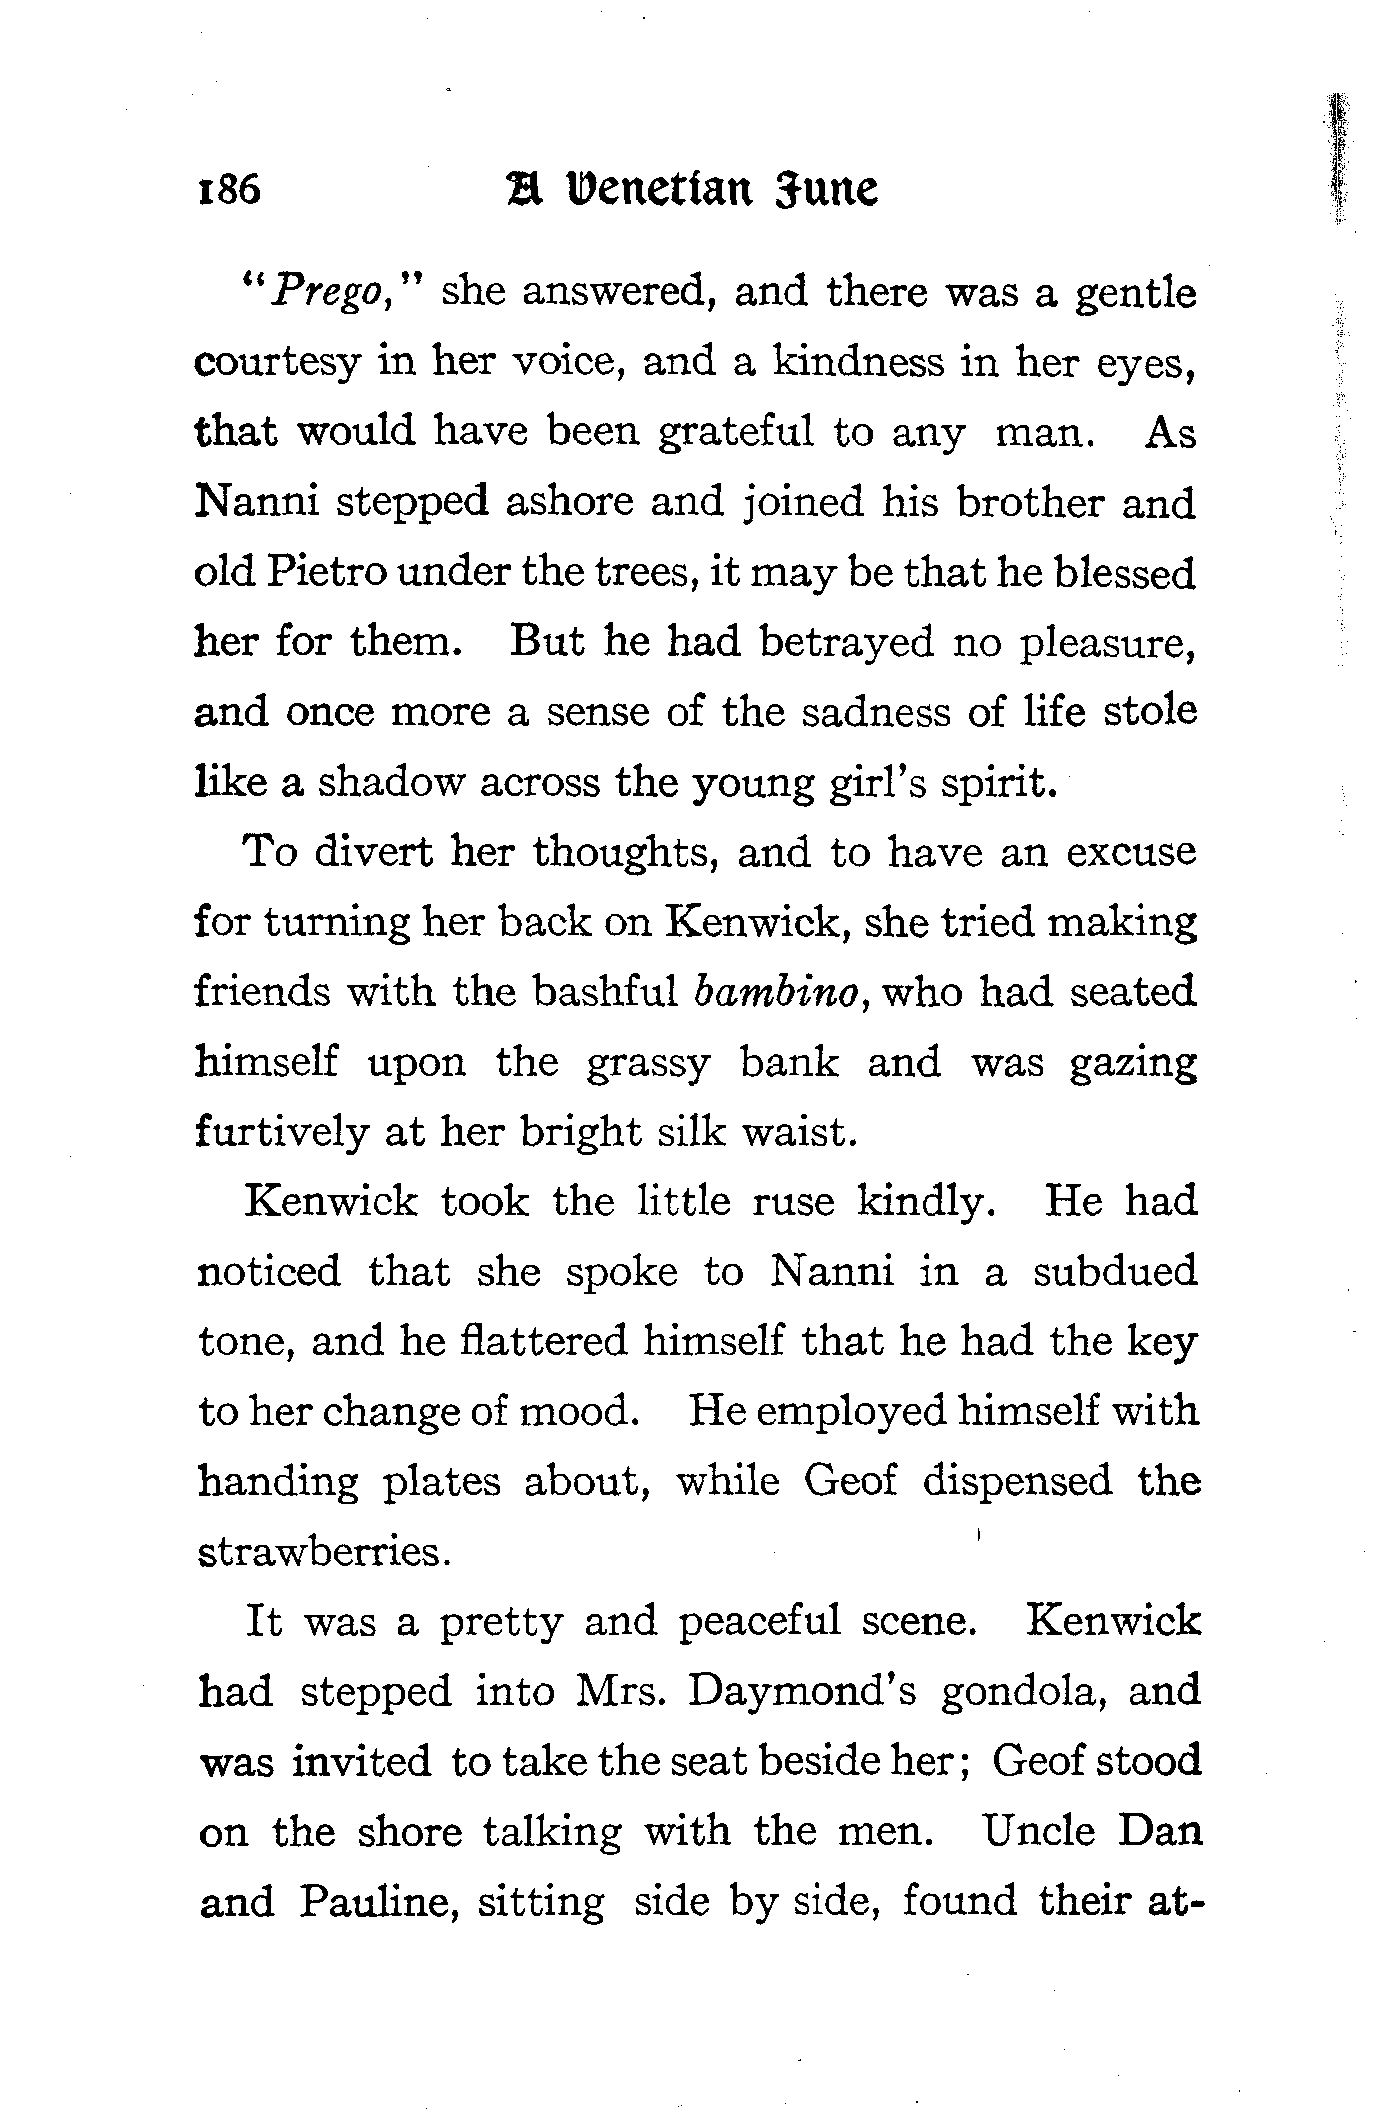 186 A Venetian June
"Prego," she answered, and there was a gentle
courtesy in her voice, and a kindness in her eyes,
that would have been grateful to any man. As
Nanni stepped ashore and joined his brother and
old Pietro under the trees, it may be that he blessed
her for them. But he had betrayed no pleasure,
and once more a sense of the sadness of life stole
like a shadow across the young girl's spirit.
To divert her thoughts, and to have an excuse
for turning her back on Kenwick, she tried making
friends with the bashful bambino, who had seated
himself upon the grassy bank and was gazing
furtively at her bright silk waist.
Kenwick took the little ruse kindly. He had
noticed that she spoke to Nanni in a subdued
tone, and he flattered himself that he had the key
to her change of mood. He employed himself with
handing plates about, while Geof dispensed the
strawberries.
It was a pretty and peaceful scene. Kenwick
had stepped into Mrs. Daymond's gondola, and
was invited to take the seat beside her; Geof stood
on the shore talking with the men. Uncle Dan
and Pauline, sitting side by side, found their at-